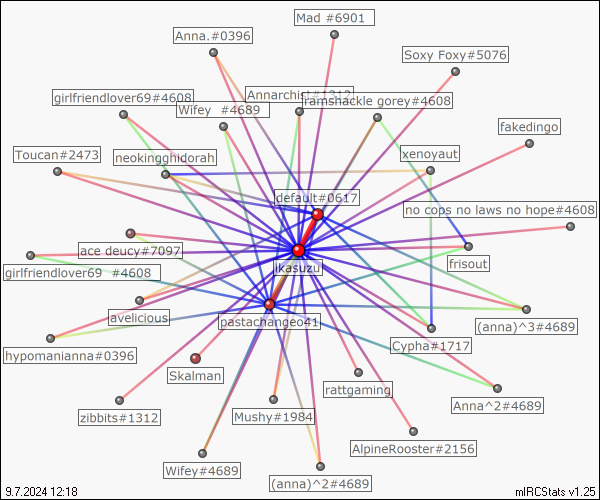 Mad #6901
Anna.#0396
Soxy Foxy#5076
girlfriendlover69#4608
Annarchist#1312
ramshackle gorey#4608
Wifey #4689
fakedingo
Toucan#2473
neokingghidorah
xenoyaut
default#0617
no cops no laws no hope#4608
ace deucy#7097
frisout
girlfriendlover69 #4608
jikasuzu
avelicious
pastachangeo41
(anna)^3#4689
hypomanianna#0396
Cypha#1717
Skalman
rattgaming
Anna^2#4689
zibbits#1312
Mushy#1984
AlpineRooster#2156
Wifey#4689
(anna)^2#4689
9.7.2024 12:18
mIRCStats v1.25